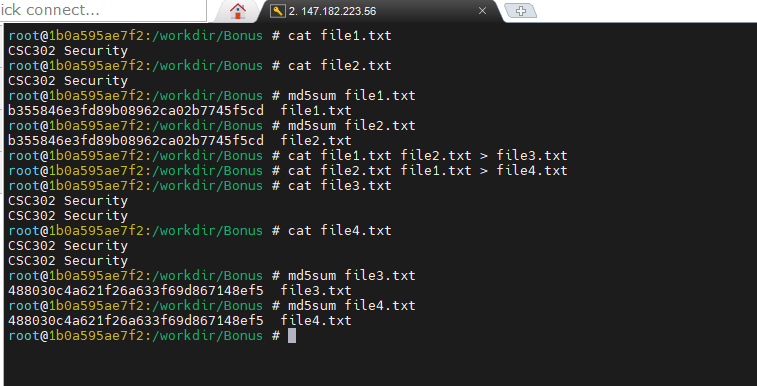 ick connect...
2. 147.182.223.56
root@1b0a595ae7f2:/workdir/Bonus # cat file1.txt
CSC302 Security
root@1b0a595ae7f2:/workdir/Bonus # cat file2.txt
CSC302 Security
root@1b0a595ae7f2:/workdir/Bonus # md5sum file1.txt
b355846e3fd89b08962ca02b7745f5cd  file1.txt
root@1b0a595ae7f2:/workdir/Bonus # md5sum file2.txt
b355846e3fd89b08962ca02b7745f5cd  file2.txt
root@1b0a595ae7f2:/workdir/Bonus # cat file1.txt file2.txt > file3.txt
root@1b0a595ae7f2:/workdir/Bonus # cat file2.txt file1.txt > file4.txt
root@1b0a595ae7f2:/workdir/Bonus # cat file3.txt
CSC302 Security
CSC302 Security
root@1b0a595ae7f2:/workdir/Bonus # cat file4.txt
CSC302 Security
CSC302 Security
root@1b0a595ae7f2:/workdir/Bonus # md5sum file3.txt
488030c4a621f26a633f69d867148ef5  file3.txt
root@1b0a595ae7f2:/workdir/Bonus # md5sum file4.txt
488030c4a621f26a633f69d867148ef5  file4.txt
root@1b0a595ae7f2:/workdir/Bonus #